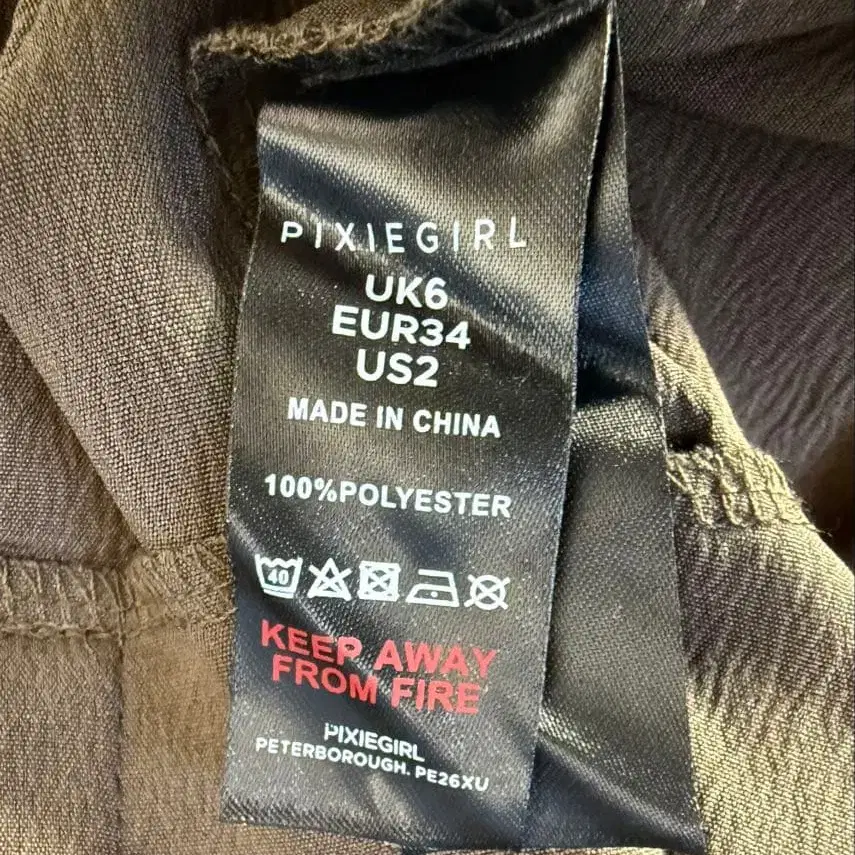 PIXIEGIRL
UK6
EUR34
US2
MADE IN CHINA
100%POLYESTER
40
KEEP AWAY
FROM FIRE
PIXIEGIRL
PETERBOROUGH. PE26XU